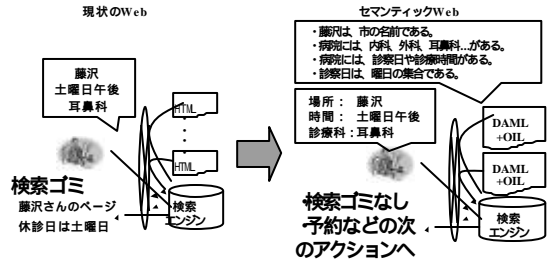 現状のWeb
藤沢
土曜日午後
耳鼻科
HTML
・
・
・
HTML
検索ゴミ
藤沢さんのページ
休診日は土曜日
検索
エンジン
セマンティックWeb
・藤沢は、市の名前である。
・病院には、内科、外科、耳鼻科…がある。
・病院には、診察日や診療時間がある。
・診察日は、曜日の集合である。
場所： 藤沢
時間： 土曜日午後
診療科：耳鼻科
DAML
+OIL
DAML
+OIL
・検索ゴミなし
・予約などの次
のアクションへ
検索
エンジン